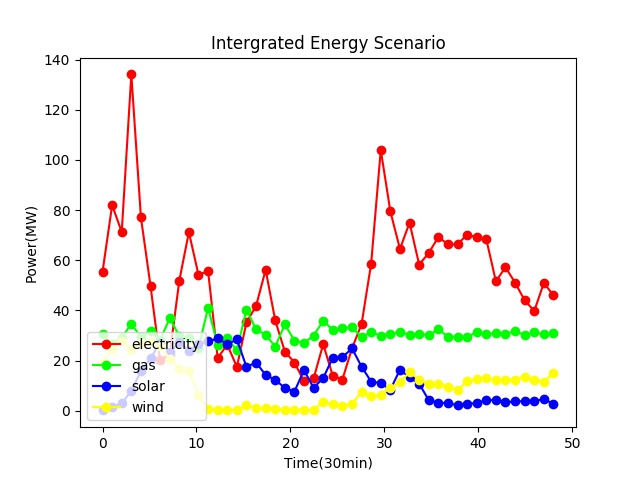 Intergrated Energy Scenario
Power(MW)
140
120
100
80
60
40
20
0
electricity
gas
solar
wind
0 10 20 30 40 50
Time(30min)